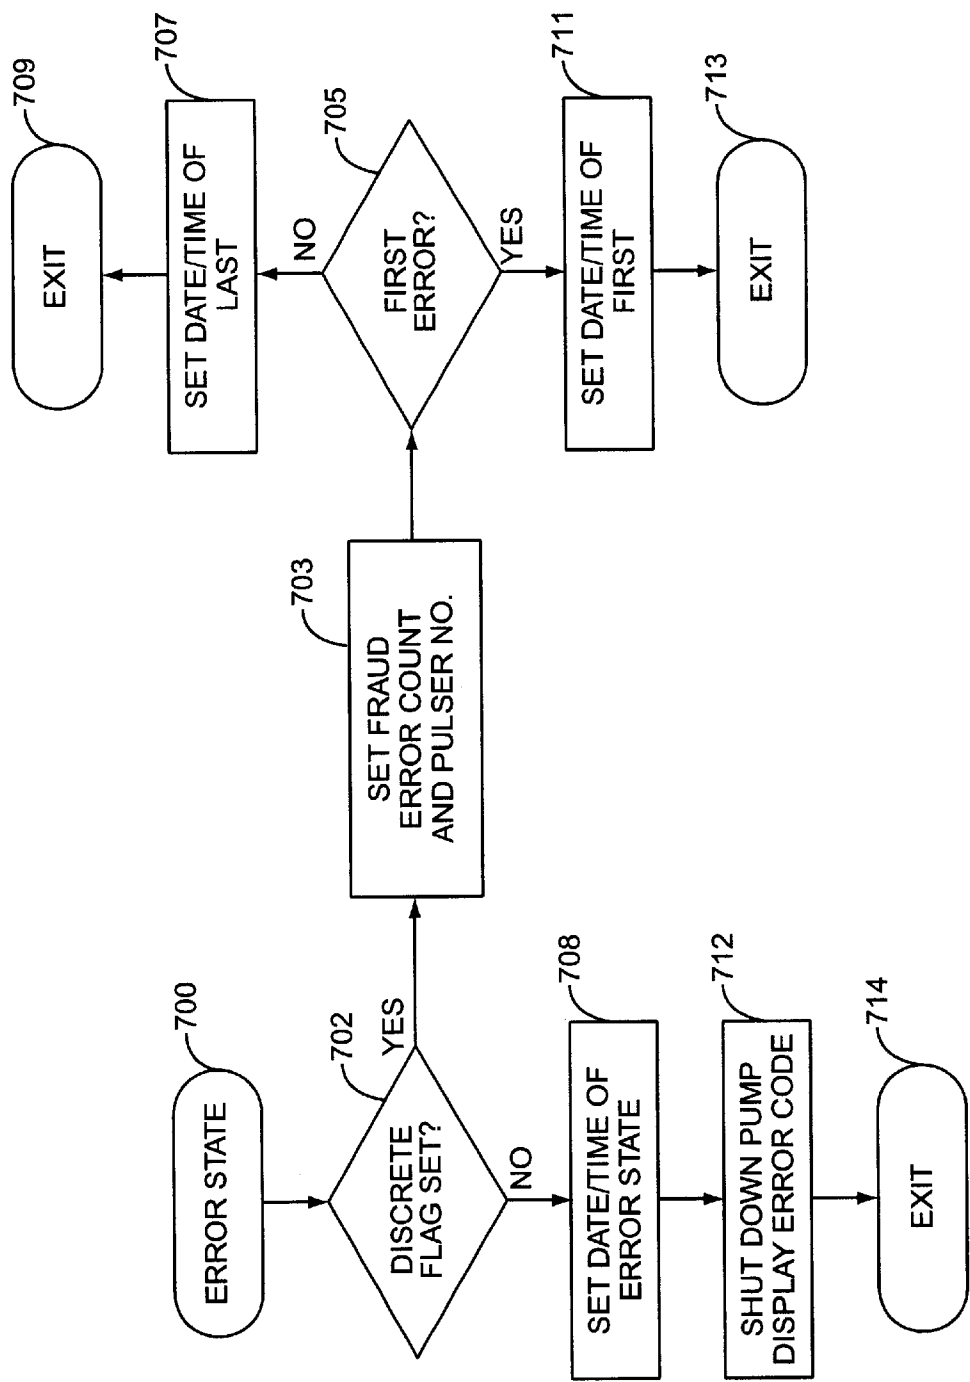 700
ERROR STATE
702
DISCRETE
FLAG SET?
YES
NO
708
SET DATE/TIME OF
ERROR STATE
712
SHUT DOWN PUMP
DISPLAY ERROR CODE
714
EXIT
703
SET FRAUD
ERROR COUNT
AND PULSER NO.
705
FIRST
ERROR?
NO
707
SET DATE/TIME OF
LAST
709
EXIT
YES
711
SET DATE/TIME OF
FIRST
713
EXIT